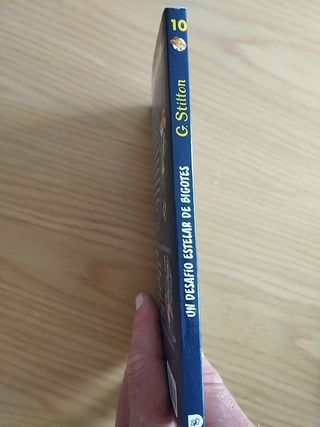 10
G. Stilton
UN DESAFÍO ESTELAR DE BIGOTES